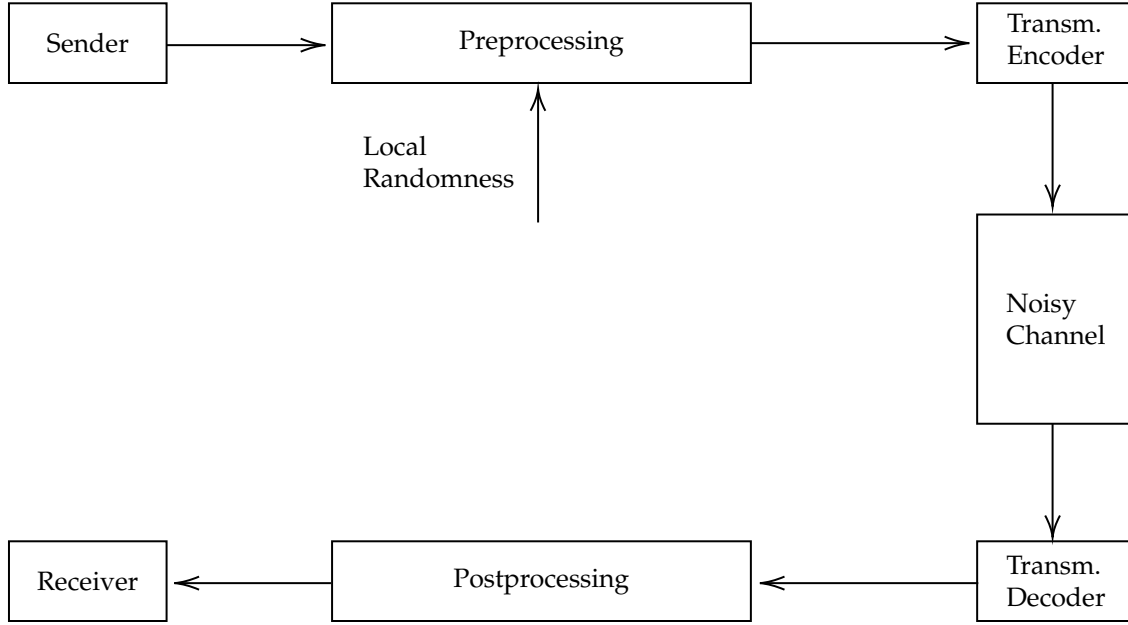 Sender
Preprocessing
Transm.
Encoder
Local
Randomness
Noisy
Channel
Receiver
Postprocessing
Transm.
Decoder